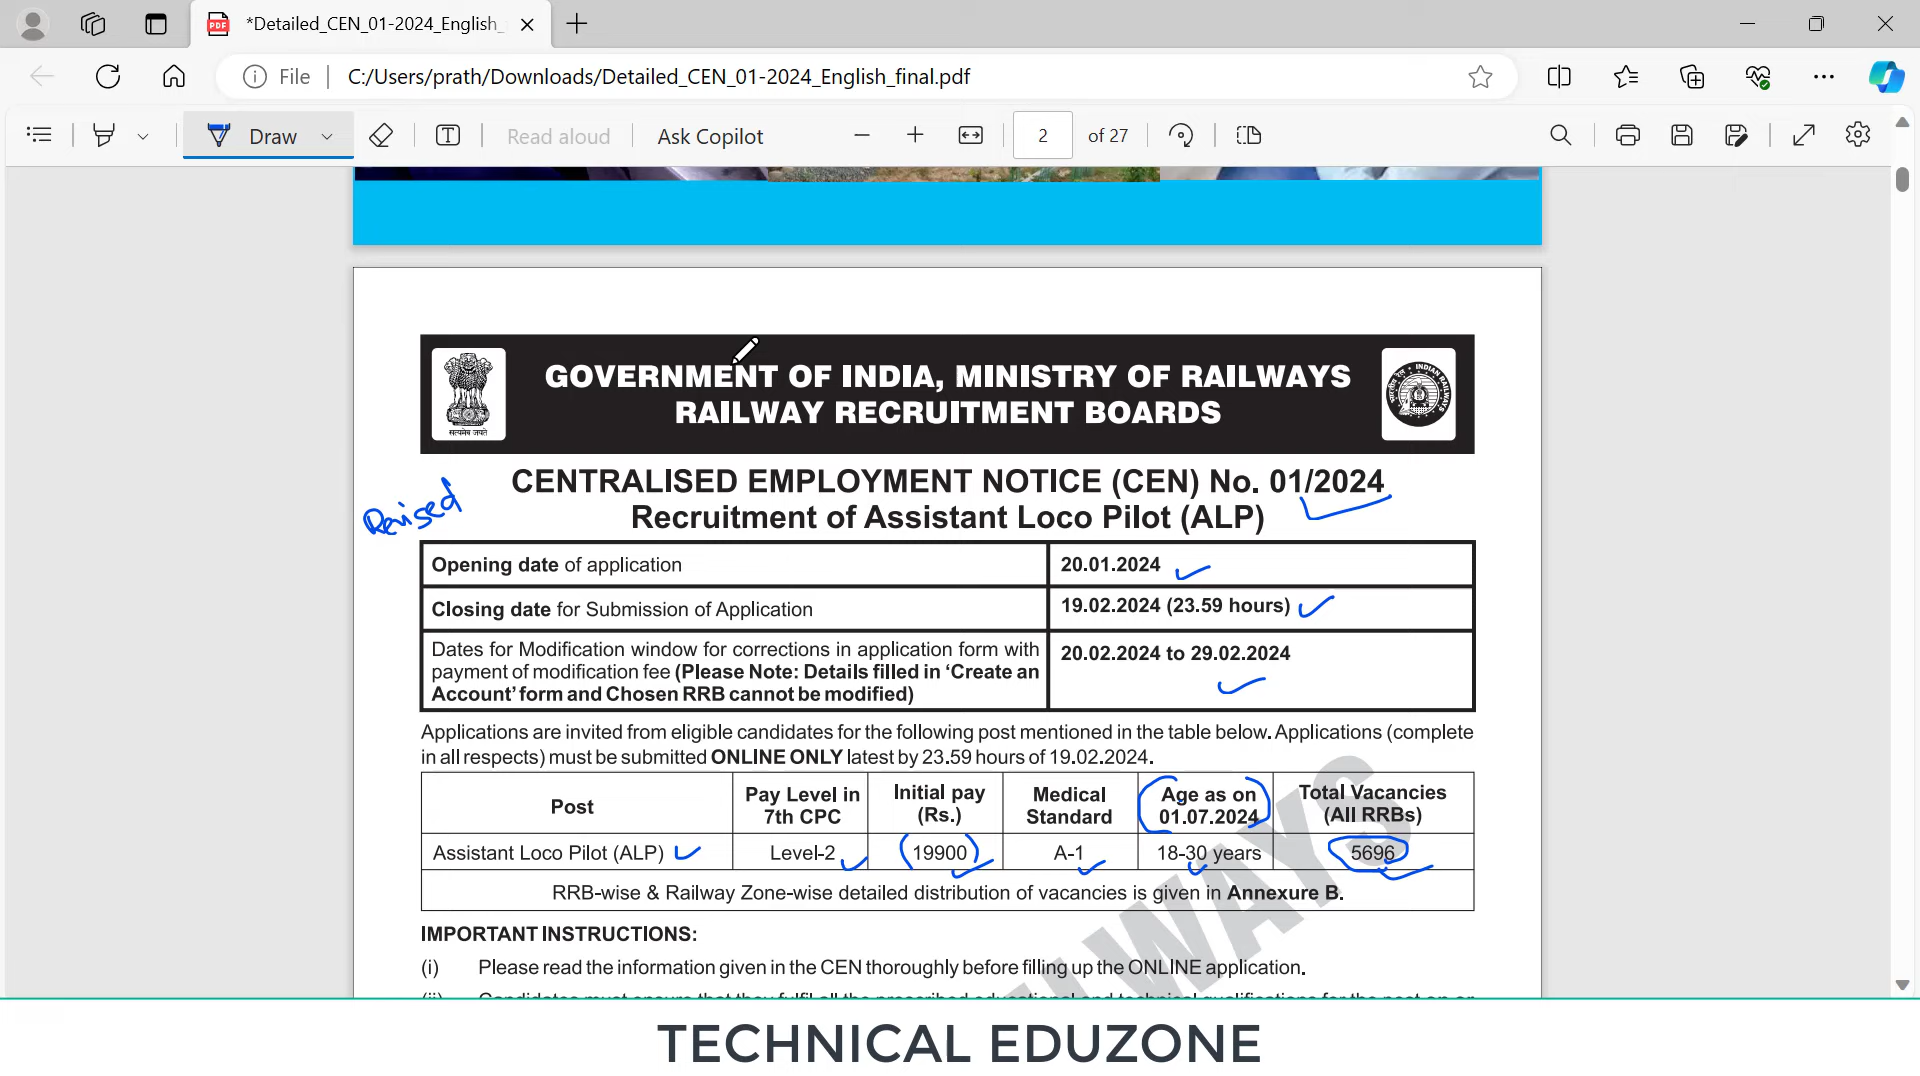 *Detailed_CEN_01-2024_English_
File
C:/Users/prath/Downloads/Detailed_CEN_01-2024_English_final.pdf
Draw
Read aloud
Ask Copilot
2
of 27
GOVERNMENT OF INDIA, MINISTRY OF RAILWAYS
RAILWAY RECRUITMENT BOARDS
सत्यमेव जयते
INDIAN RAILWAYS
CENTRALISED EMPLOYMENT NOTICE (CEN) No. 01/2024
Revised
Recruitment of Assistant Loco Pilot (ALP)
Opening date of application
20.01.2024
Closing date for Submission of Application
19.02.2024 (23.59 hours)
Dates for Modification window for corrections in application form with
payment of modification fee (Please Note: Details filled in ‘Create an
Account’ form and Chosen RRB cannot be modified)
20.02.2024 to 29.02.2024
Applications are invited from eligible candidates for the following post mentioned in the table below. Applications (complete
in all respects) must be submitted ONLINE ONLY latest by 23.59 hours of 19.02.2024.
Post
Pay Level in
7th CPC
Initial pay
(Rs.)
Medical
Standard
Age as on
01.07.2024
Total Vacancies
(All RRBs)
Assistant Loco Pilot (ALP)
Level-2
19900
A-1
18-30 years
5696
RRB-wise & Railway Zone-wise detailed distribution of vacancies is given in Annexure B.
IMPORTANT INSTRUCTIONS:
(i) Please read the information given in the CEN thoroughly before filling up the ONLINE application.
TECHNICAL EDUZONE